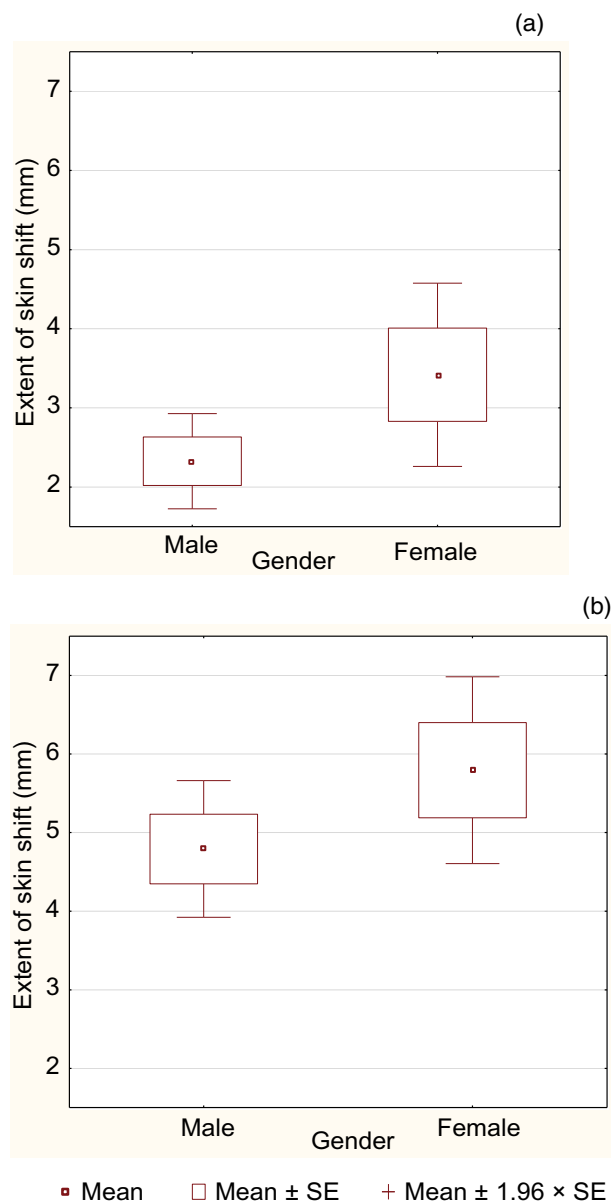 (a)
Extent of skin shift (mm)
7
6
5
4
3
2
Male
Female
Gender
(b)
Extent of skin shift (mm)
7
6
5
4
3
2
Male
Female
Gender
Mean
Mean ± SE
Mean ± 1.96 × SE